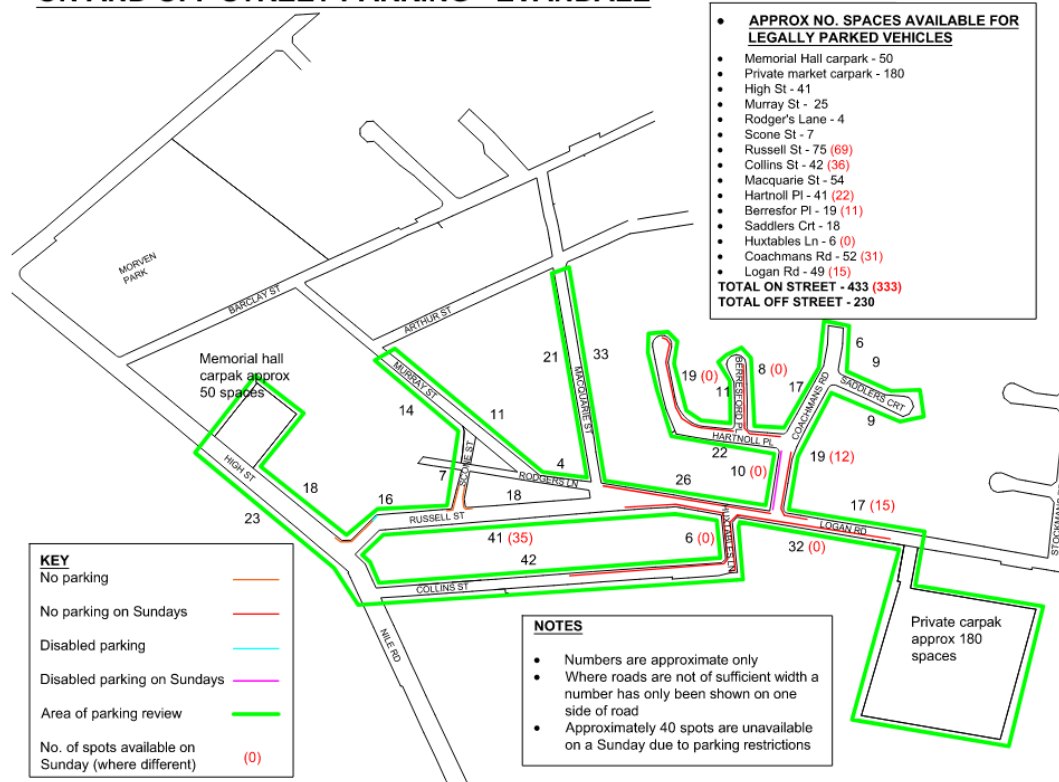 ON AND OFF STREET PARKING - EVANDALE
• APPROX NO. SPACES AVAILABLE FOR
LEGALLY PARKED VEHICLES
• Memorial Hall carpark - 50
• Private market carpark - 180
• High St - 41
• Murray St - 25
• Rodger's Lane - 4
• Scone St - 7
• Russell St - 75 (69)
• Collins St - 42 (36)
• Macquarie St - 54
• Hartnoll Pl - 41 (22)
• Berresfor Pl - 19 (11)
• Saddlers Crt - 18
• Huxtables Ln - 6 (0)
• Coachmans Rd - 52 (31)
• Logan Rd - 49 (15)
TOTAL ON STREET - 433 (333)
TOTAL OFF STREET - 230
MORVEN
PARK
BARCLAY ST
ARTHUR ST
Memorial hall
carpak approx
50 spaces
MURRAY ST
14
11
21
33
MACQUARIE ST
19 (0)
BERRESFORD PL
11
8 (0)
17
6
9
SADDLERS CRT
9
COACHMANS RD
HARTNOLL PL
22
10 (0)
19 (12)
HIGH ST
18
23
16
7
SCONE ST
4
RODGERS LN
18
26
RUSSELL ST
17 (15)
LOGAN RD
STOCKMANS
41 (35)
42
6 (0)
HUXTABLES LN
32 (0)
COLLINS ST
NILE RD
Private carpak
approx 180
spaces
KEY
No parking
No parking on Sundays
Disabled parking
Disabled parking on Sundays
Area of parking review
No. of spots available on
Sunday (where different) (0)
NOTES
• Numbers are approximate only
• Where roads are not of sufficient width a
number has only been shown on one
side of road
• Approximately 40 spots are unavailable
on a Sunday due to parking restrictions